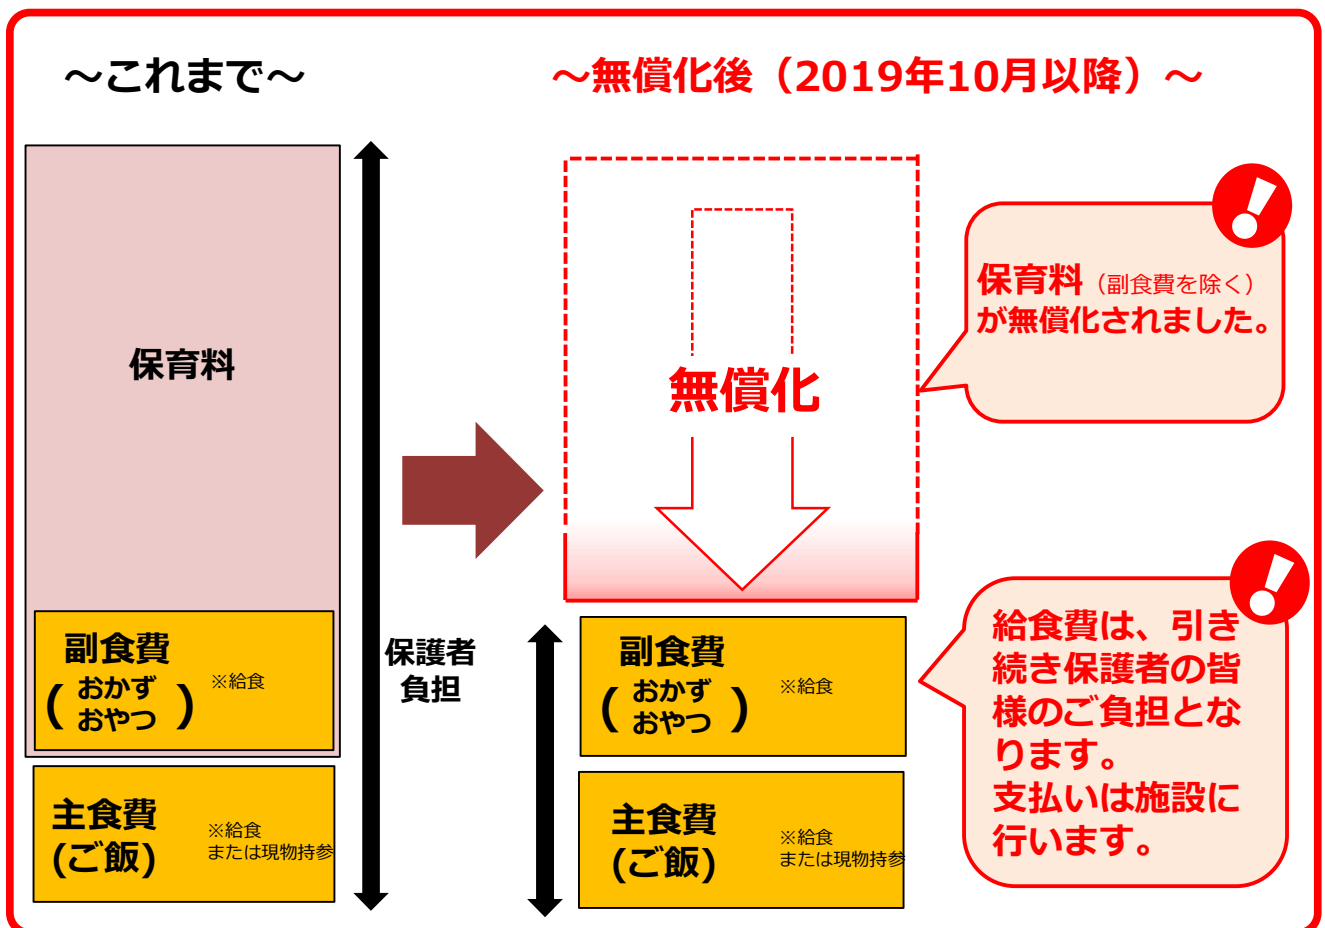 ～これまで～
～無償化後（2019年10月以降）～
保育料
副食費
(おかず
おやつ)
※給食
主食費
(ご飯)
※給食
または現物持参
保護者
負担
無償化
副食費
(おかず
おやつ)
※給食
主食費
(ご飯)
※給食
または現物持参
保育料（副食費を除く）
が無償化されました。
給食費は、引き
続き保護者の皆
様のご負担とな
ります。
支払いは施設に
行います。